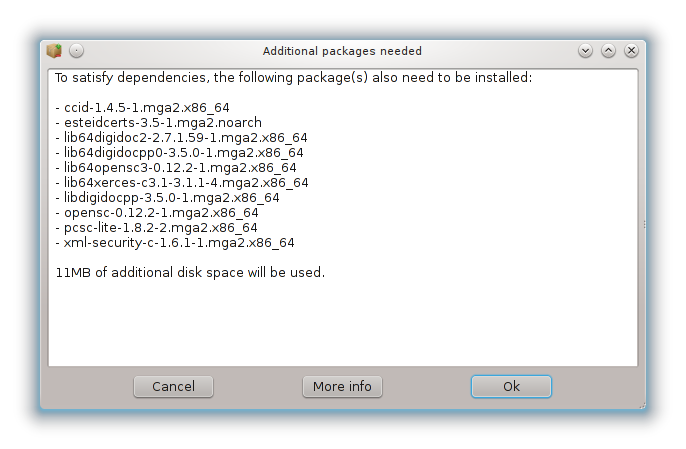 Additional packages needed
To satisfy dependencies, the following package(s) also need to be installed:
- ccid-1.4.5-1.mga2.x86_64
- esteidcerts-3.5-1.mga2.noarch
- lib64digidoc2-2.7.1.59-1.mga2.x86_64
- lib64digidocpp0-3.5.0-1.mga2.x86_64
- lib64opensc3-0.12.2-1.mga2.x86_64
- lib64xerces-c3.1-3.1.1-4.mga2.x86_64
- libdigidocpp-3.5.0-1.mga2.x86_64
- opensc-0.12.2-1.mga2.x86_64
- pcsc-lite-1.8.2-2.mga2.x86_64
- xml-security-c-1.6.1-1.mga2.x86_64
11MB of additional disk space will be used.
Cancel More info Ok